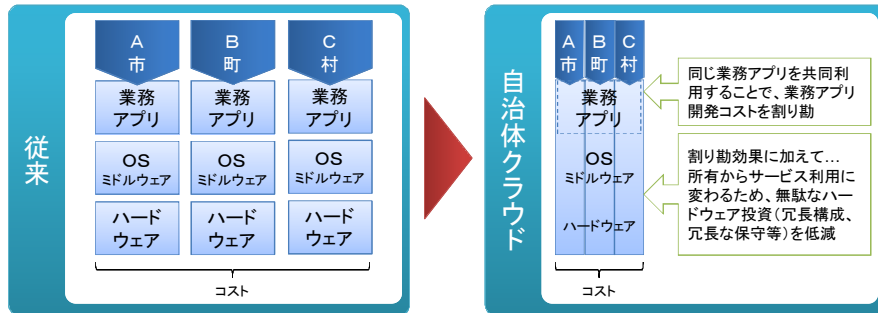 従来
A
市
B
町
C
村
業務
アプリ
業務
アプリ
業務
アプリ
OS
ミドルウェア
OS
ミドルウェア
OS
ミドルウェア
ハード
ウェア
ハード
ウェア
ハード
ウェア
コスト
自治体クラウド
A
市
B
町
C
村
業務
アプリ
OS
ミドルウェア
ハードウェア
コスト
同じ業務アプリを共同利
用することで、業務アプリ
開発コストを割り勘
割り勘効果に加えて…
所有からサービス利用に
変わるため、無駄なハー
ドウェア投資(冗長構成、
冗長な保守等)を低減